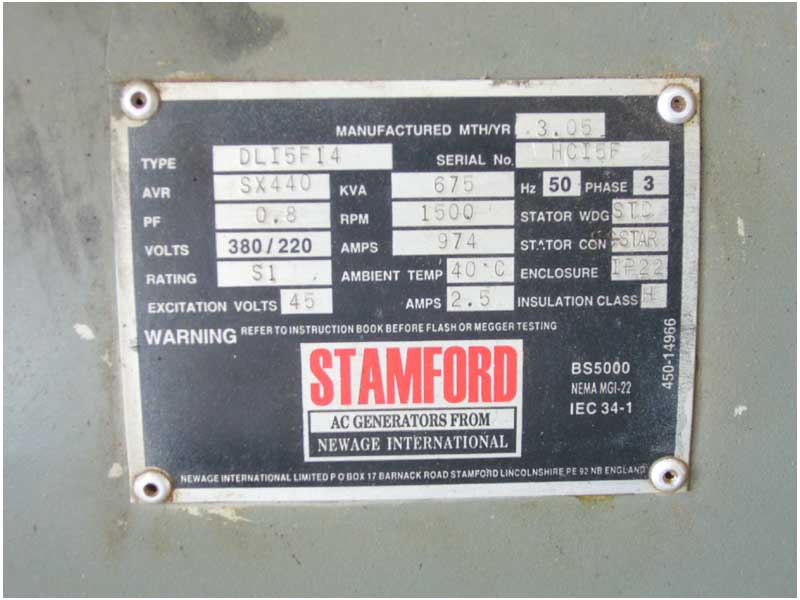 MANUFACTURED MTH/YR 3.05
TYPE DLI5F14 SERIAL No. HCI5F
AVR SX440 KVA 675 Hz 50 PHASE 3
PF 0.8 RPM 1500 STATOR WDG STD
VOLTS 380/220 AMPS 974 STATOR CON STAR
RATING S1 AMBIENT TEMP 40°C ENCLOSURE IP22
EXCITATION VOLTS 45 AMPS 2.5 INSULATION CLASS H
WARNING REFER TO INSTRUCTION BOOK BEFORE FLASH OR MEGGER TESTING
STAMFORD
AC GENERATORS FROM
NEWAGE INTERNATIONAL
BS5000
NEMA MGI-22
IEC 34-1
450-14966
NEWAGE INTERNATIONAL LIMITED P O BOX 17 BARNACK ROAD STAMFORD LINCOLNSHIRE PE 92 NB ENGLAND